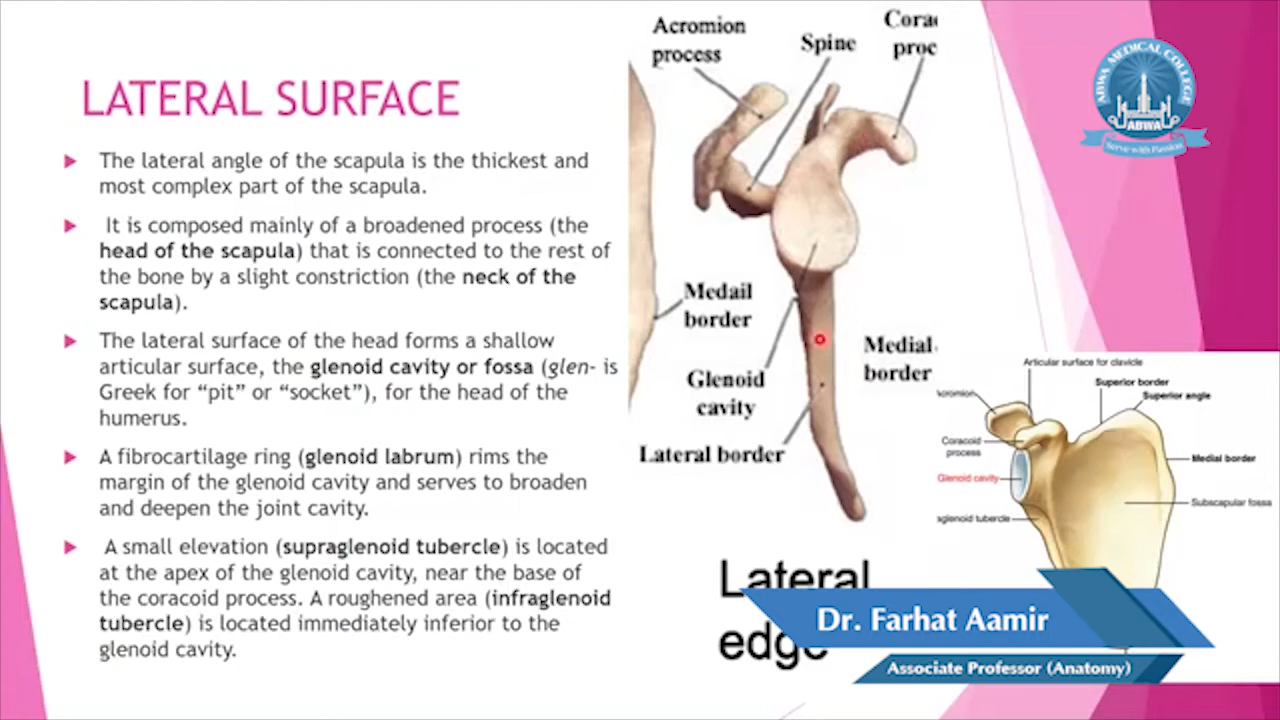 LATERAL SURFACE
The lateral angle of the scapula is the thickest and
most complex part of the scapula.
It is composed mainly of a broadened process (the
head of the scapula) that is connected to the rest of
the bone by a slight constriction (the neck of the
scapula).
The lateral surface of the head forms a shallow
articular surface, the glenoid cavity or fossa (glen- is
Greek for “pit” or “socket”), for the head of the
humerus.
A fibrocartilage ring (glenoid labrum) rims the
margin of the glenoid cavity and serves to broaden
and deepen the joint cavity.
A small elevation (supraglenoid tubercle) is located
at the apex of the glenoid cavity, near the base of
the coracoid process. A roughened area (infraglenoid
tubercle) is located immediately inferior to the
glenoid cavity.
Acromion
process
Spine
Cora
proc
Medail
border
Glenoid
cavity
Lateral border
Medial
border
Lateral
edge
ABWA MEDICAL COLLEGE
ABWA
Serve with Passion
Articular surface for clavicle
Superior border
Superior angle
acromion
Coracoid
process
Glenoid cavity
aglenoid tubercle
Medial border
Subscapular fossa
Dr. Farhat Aamir
Associate Professor (Anatomy)